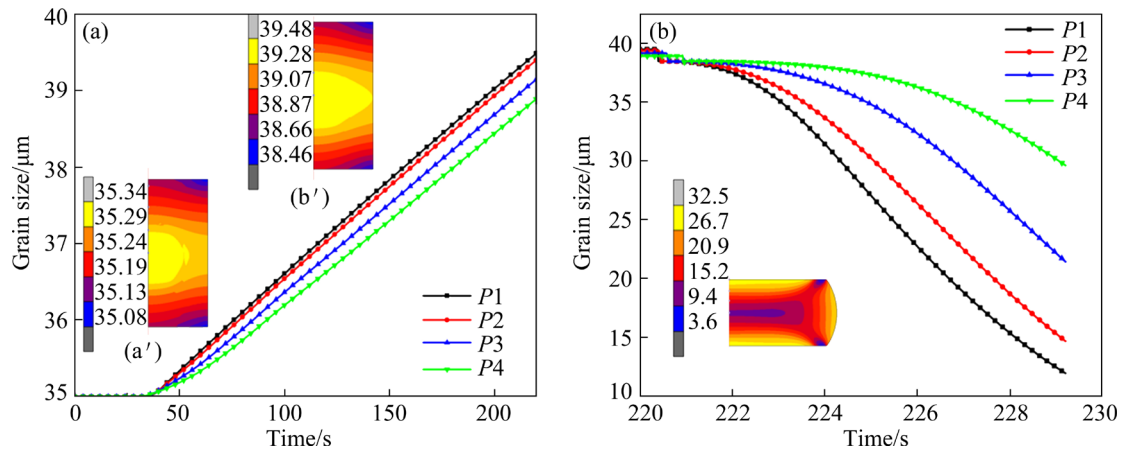 (a)
Grain size/μm
40
39
38
37
36
35
0
50
100
150
200
Time/s
39.48
39.28
39.07
38.87
38.66
38.46
(b′)
35.34
35.29
35.24
35.19
35.13
35.08
(a′)
P1
P2
P3
P4
(b)
Grain size/μm
40
35
30
25
20
15
10
220
222
224
226
228
230
Time/s
P1
P2
P3
P4
32.5
26.7
20.9
15.2
9.4
3.6